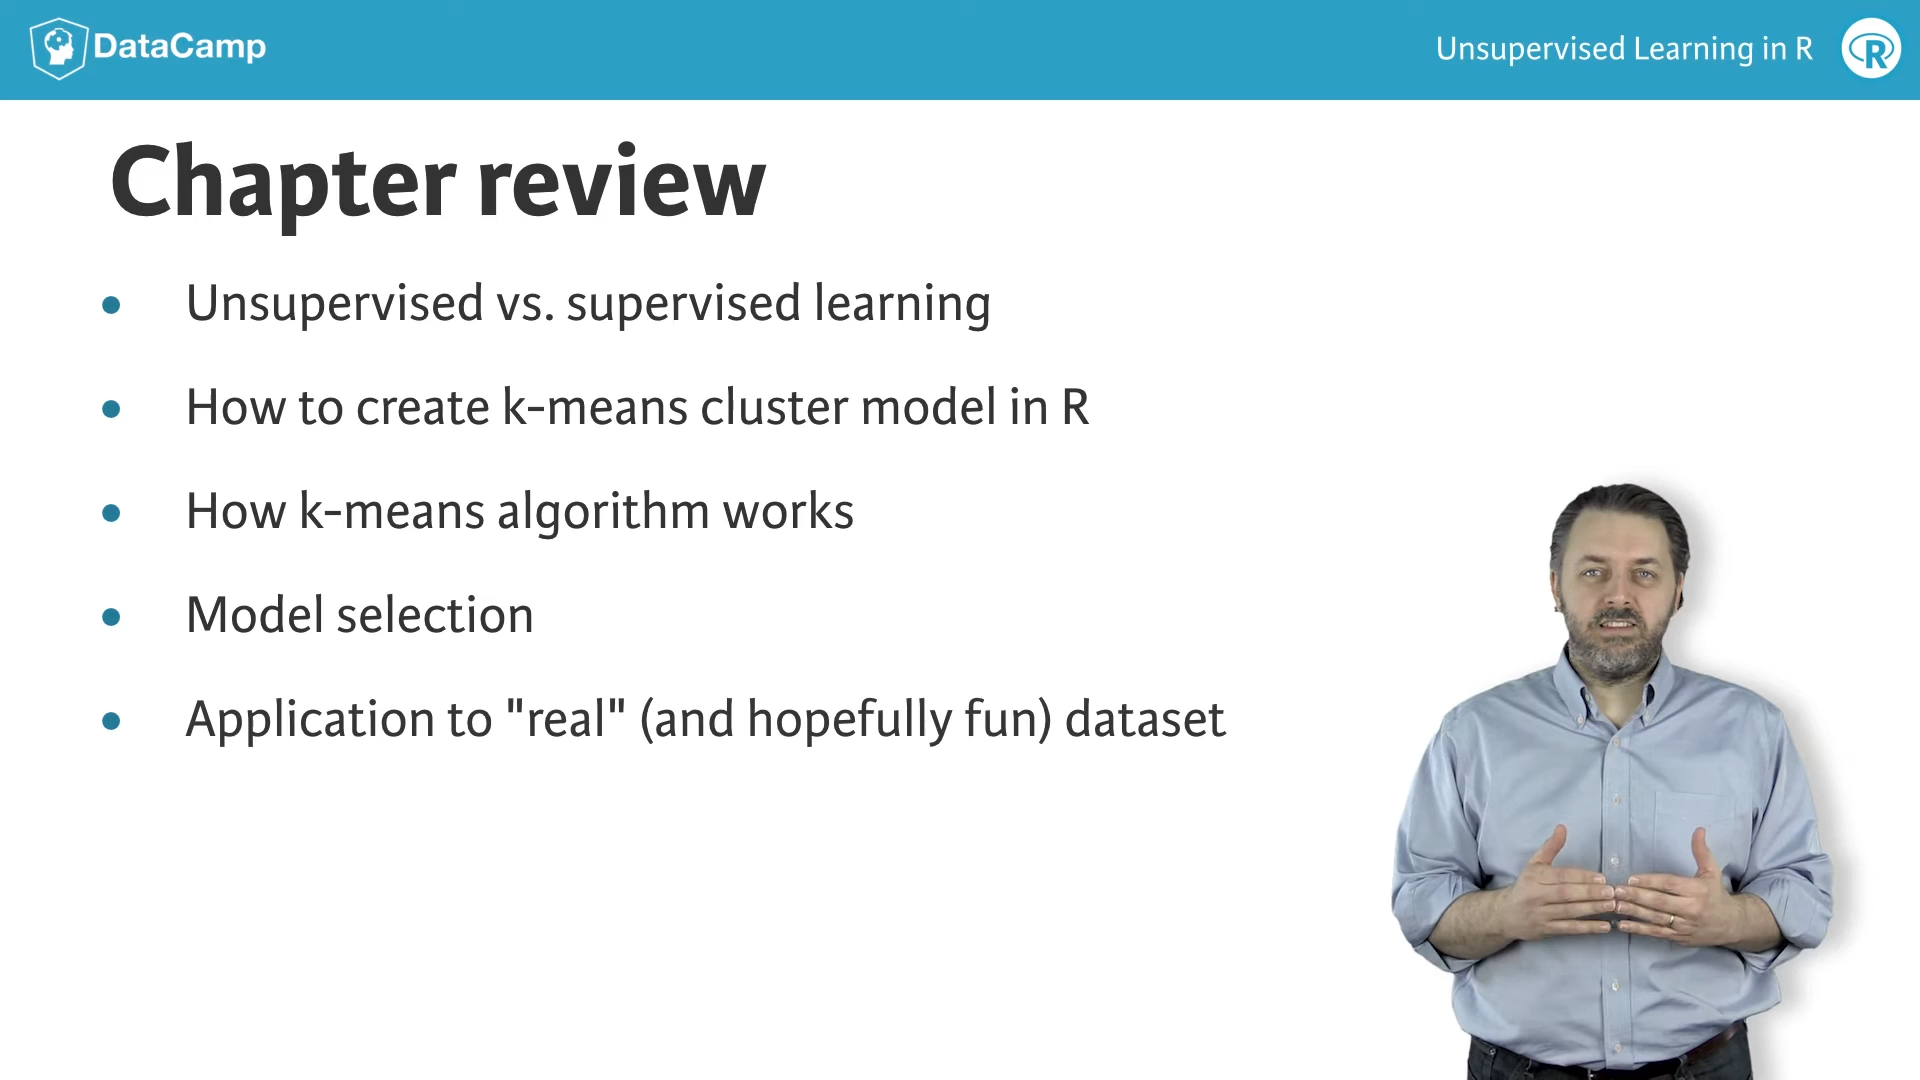 DataCamp
Unsupervised Learning in R
R
Chapter review
• Unsupervised vs. supervised learning
• How to create k-means cluster model in R
• How k-means algorithm works
• Model selection
• Application to "real" (and hopefully fun) dataset